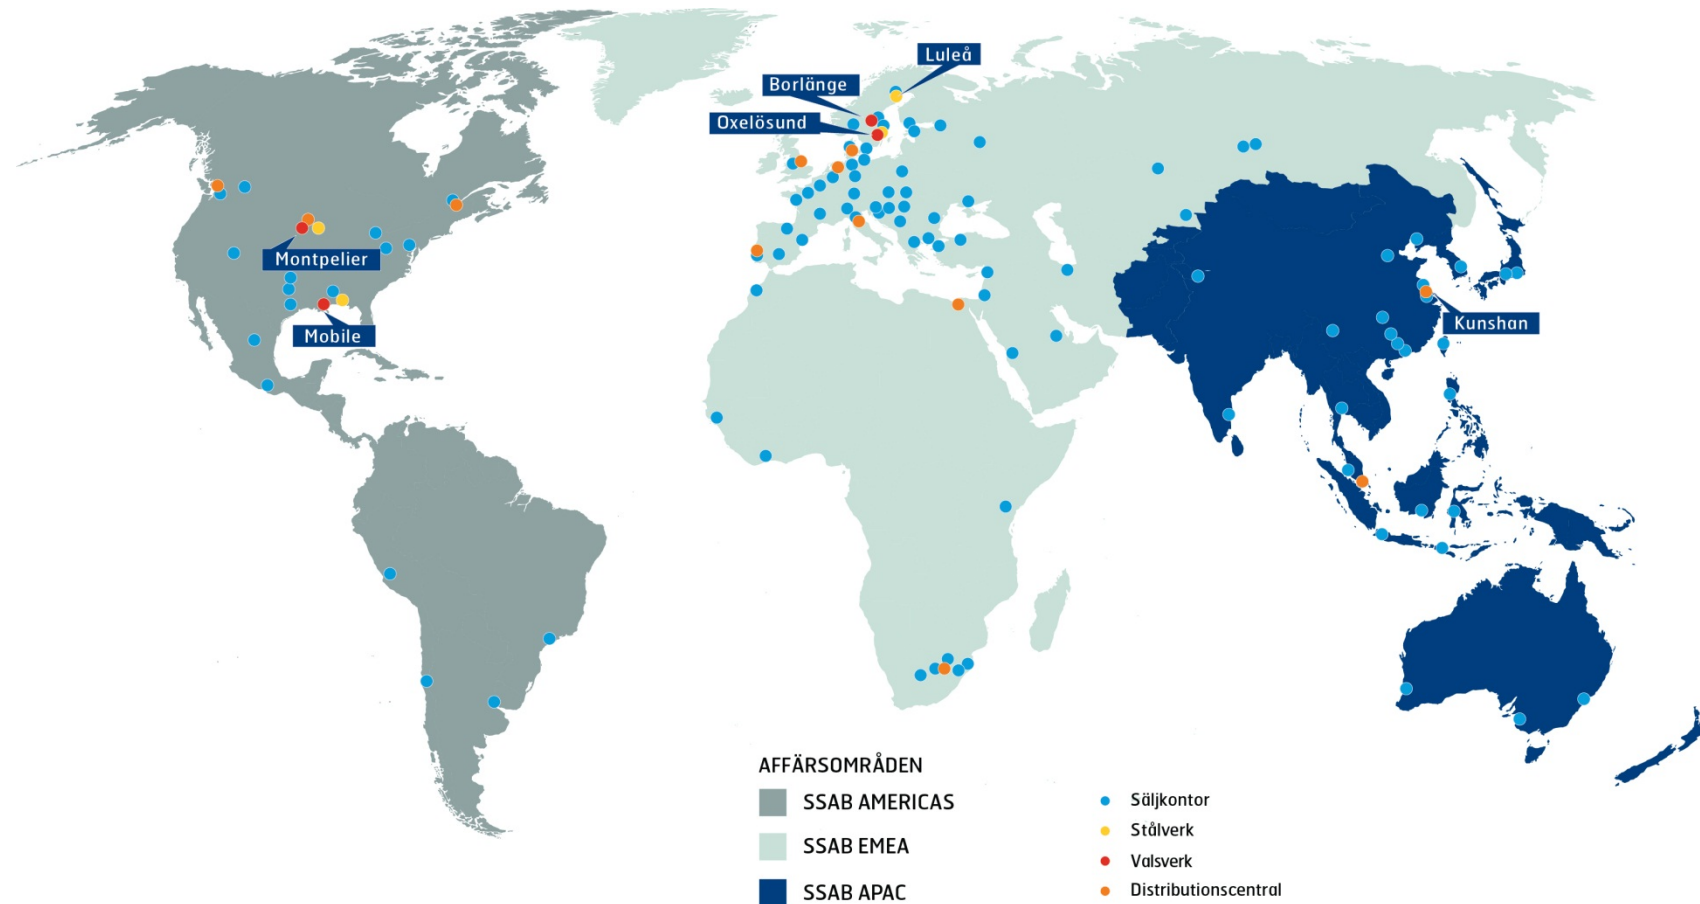 Luleå
Borlänge
Oxelösund
Montpelier
Mobile
Kunshan
AFFÄRSOMRÅDEN
SSAB AMERICAS
SSAB EMEA
SSAB APAC
Säljkontor
Stålverk
Valsverk
Distributionscentral